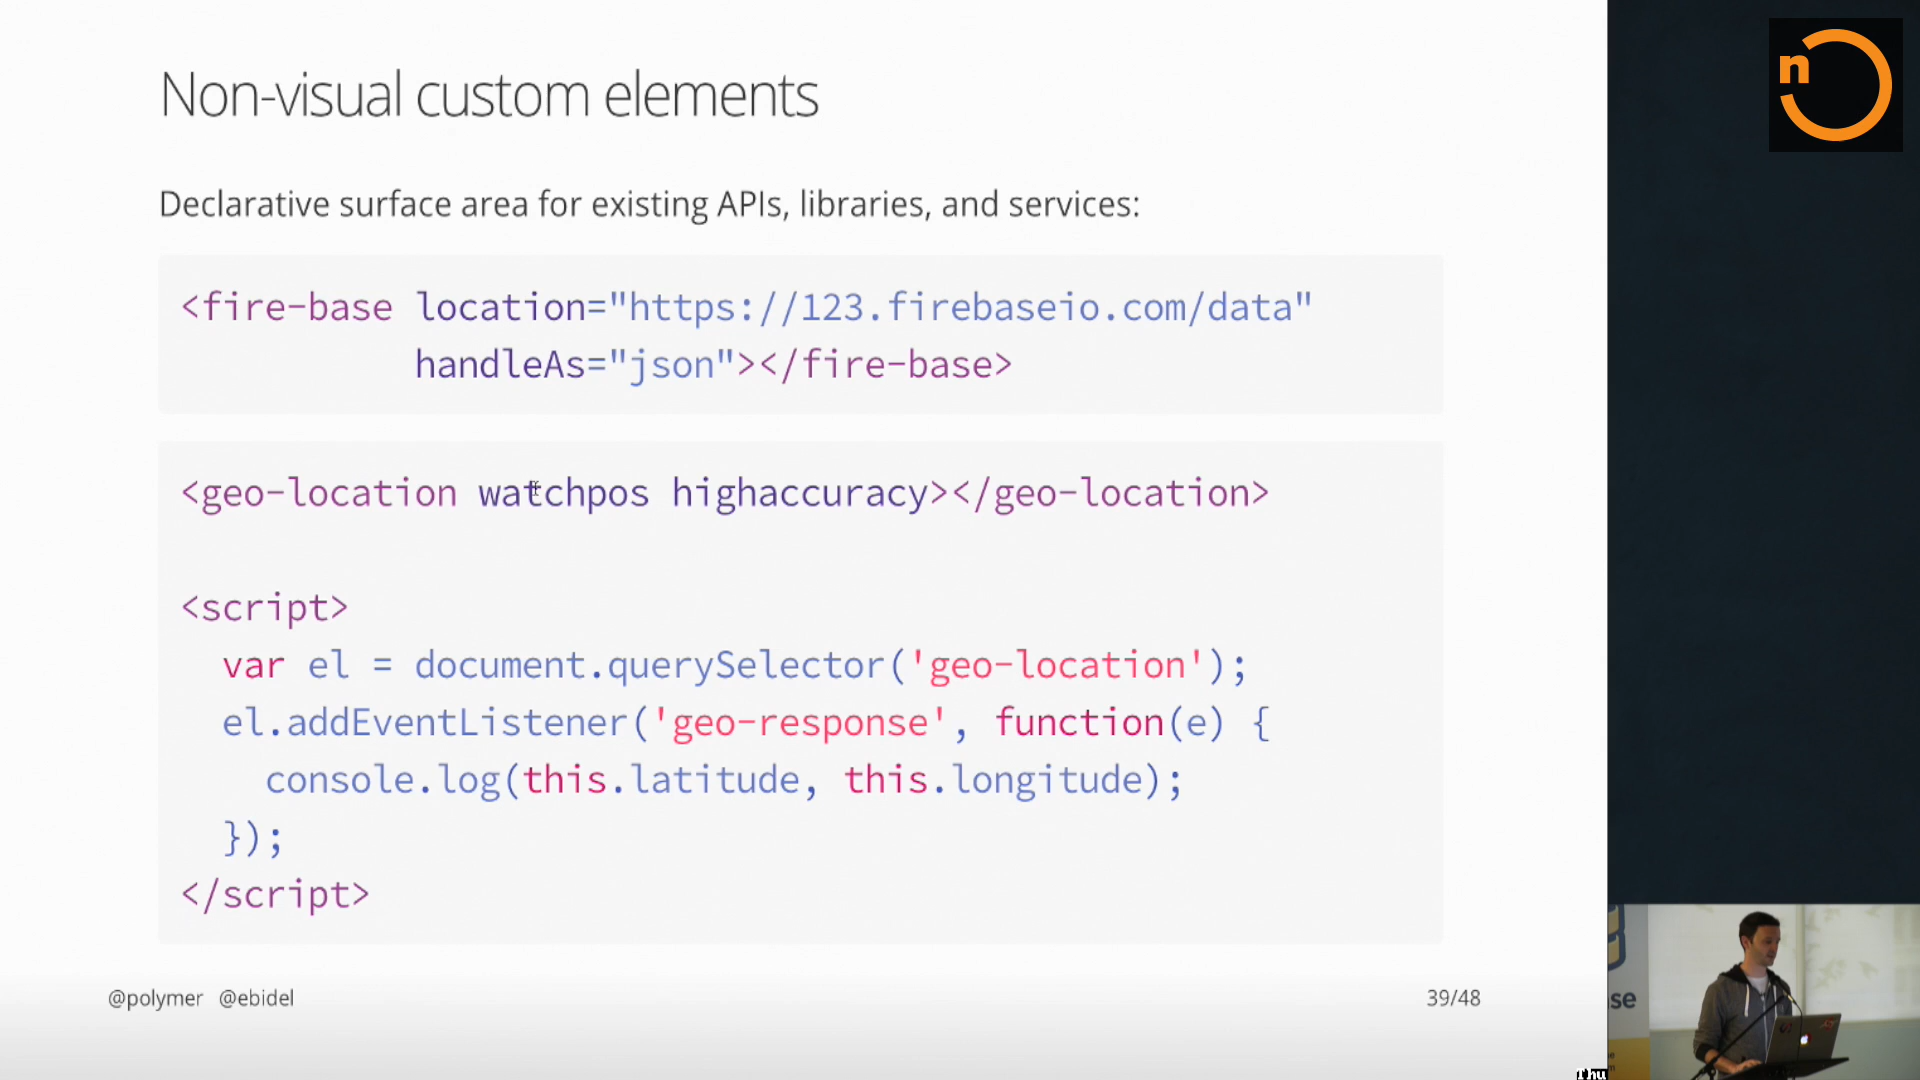 Non-visual custom elements
Declarative surface area for existing APIs, libraries, and services:
<fire-base location="https://123.firebaseio.com/data"
handleAs="json"></fire-base>
<geo-location watchpos highaccuracy></geo-location>
<script>
var el = document.querySelector('geo-location');
el.addEventListener('geo-response', function(e) {
console.log(this.latitude, this.longitude);
});
</script>
@polymer @ebidel
39/48
n
se
Thu